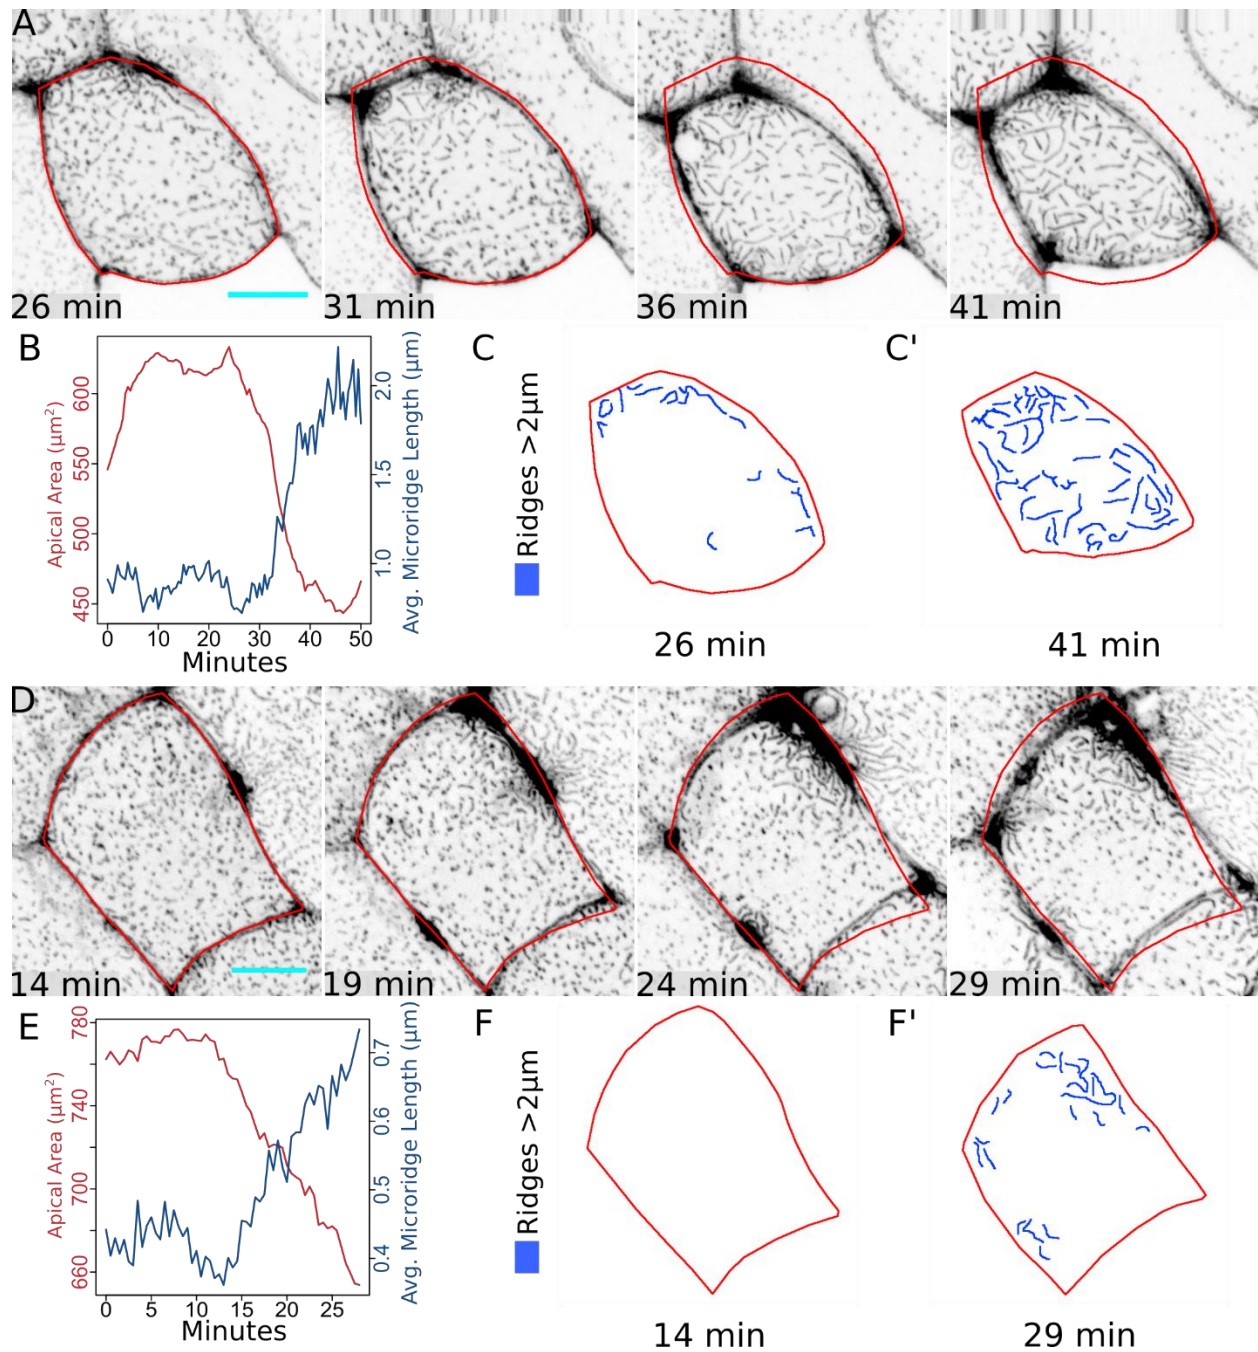 A
26 min
31 min
36 min
41 min
B
Apical Area (µm²)
450
500
550
600
Avg. Microridge Length (µm)
1.0
1.5
2.0
0 10 20 30 40 50
Minutes
C
Ridges >2µm
26 min
C'
41 min
D
14 min
19 min
24 min
29 min
E
Apical Area (µm²)
660
700
740
780
Avg. Microridge Length (µm)
0.4
0.5
0.6
0.7
0 5 10 15 20 25
Minutes
F
Ridges >2µm
14 min
F'
29 min